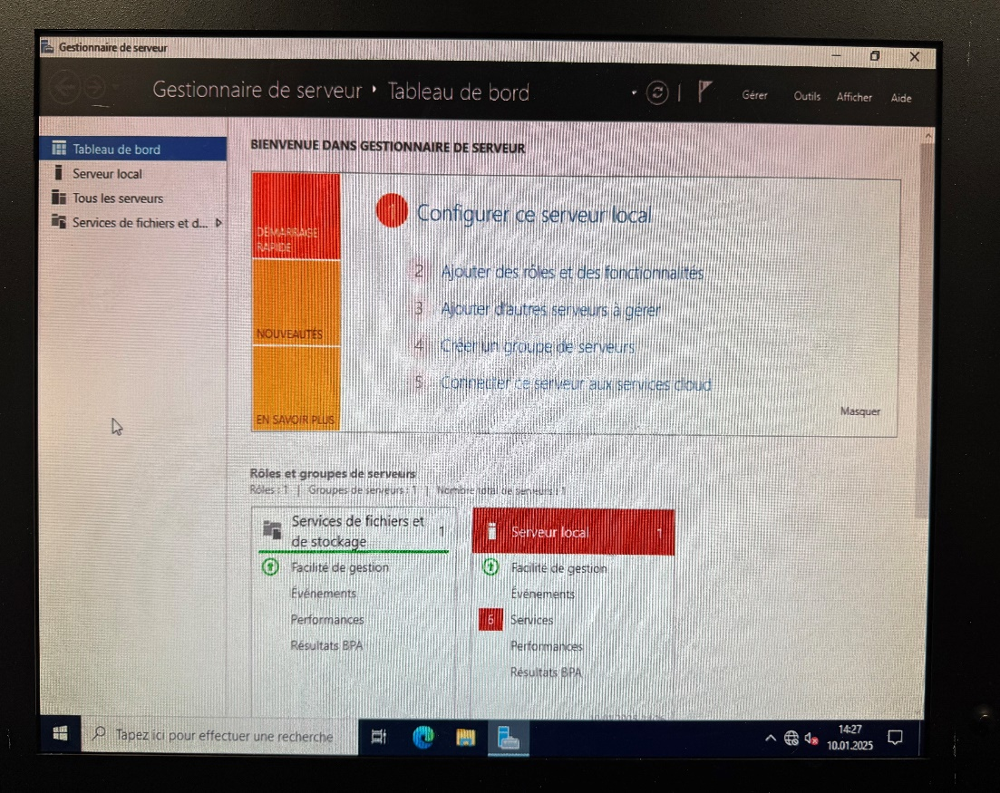 Gestionnaire de serveur
Gestionnaire de serveur ‣ Tableau de bord
Gérer Outils Afficher Aide
Tableau de bord
Serveur local
Tous les serveurs
Services de fichiers et d...
BIENVENUE DANS GESTIONNAIRE DE SERVEUR
DÉMARRAGE
RAPIDE
NOUVEAUTÉS
EN SAVOIR PLUS
1 Configurer ce serveur local
2 Ajouter des rôles et des fonctionnalités
3 Ajouter d'autres serveurs à gérer
4 Créer un groupe de serveurs
5 Connecter ce serveur aux services cloud
Masquer
Rôles et groupes de serveurs
Rôles : 1 | Groupes de serveurs : 1 | Nombre total de serveurs : 1
Services de fichiers et
de stockage
1
Facilité de gestion
Événements
Performances
Résultats BPA
Serveur local 1
Facilité de gestion
Événements
Services
Performances
Résultats BPA
Tapez ici pour effectuer une recherche
14:27
10.01.2025